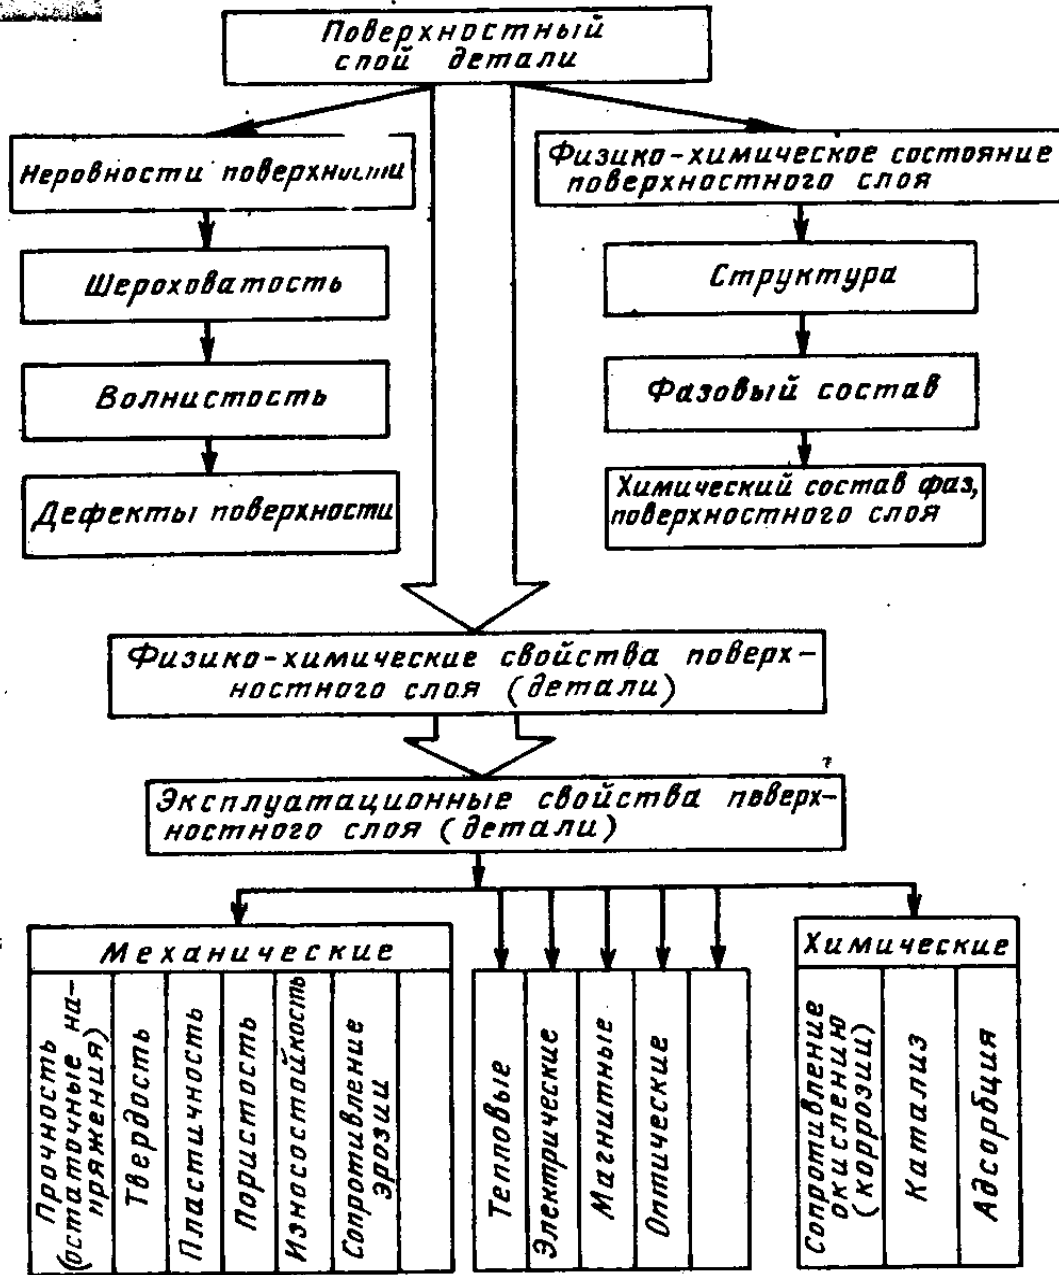 Поверхностный
слой детали
Неровности поверхности
Физико-химическое состояние
поверхностного слоя
Шероховатость
Структура
Волнистость
Фазовый состав
Дефекты поверхности
Химический состав фаз,
поверхностного слоя
Физико-химические свойства поверх-
ностного слоя (детали)
Эксплуатационные свойства поверх-
ностного слоя (детали)
Механические
Прочность
(остаточные на-
пряжения)
Твердость
Пластичность
Пористость
Износостойкость
Сопротивление
эрозии
Тепловые
Электрические
Магнитные
Оптические
Химические
Сопротивление
окислению
(коррозии)
Катализ
Адсорбция